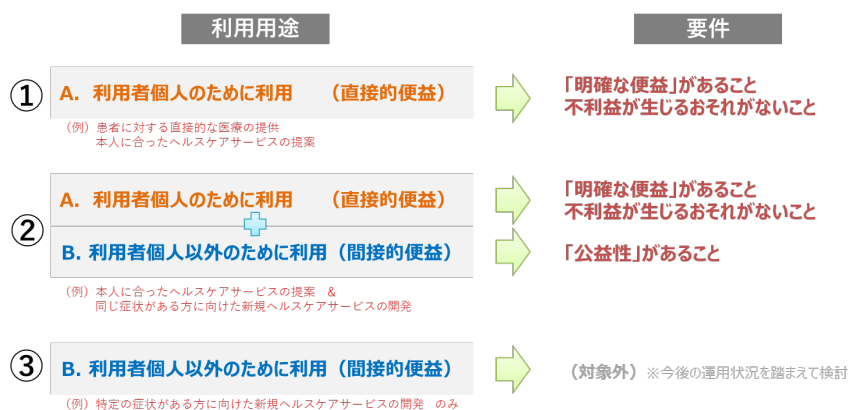 利用用途
要件
① A. 利用者個人のために利用 （直接的便益）
「明確な便益」があること
不利益が生じるおそれがないこと
（例）患者に対する直接的な医療の提供
本人に合ったヘルスケアサービスの提案
②
A. 利用者個人のために利用 （直接的便益）
「明確な便益」があること
不利益が生じるおそれがないこと
B. 利用者個人以外のために利用（間接的便益）
「公益性」があること
（例）本人に合ったヘルスケアサービスの提案 &
同じ症状がある方に向けた新規ヘルスケアサービスの開発
③ B. 利用者個人以外のために利用（間接的便益）
（対象外）※今後の運用状況を踏まえて検討
（例）特定の症状がある方に向けた新規ヘルスケアサービスの開発 のみ